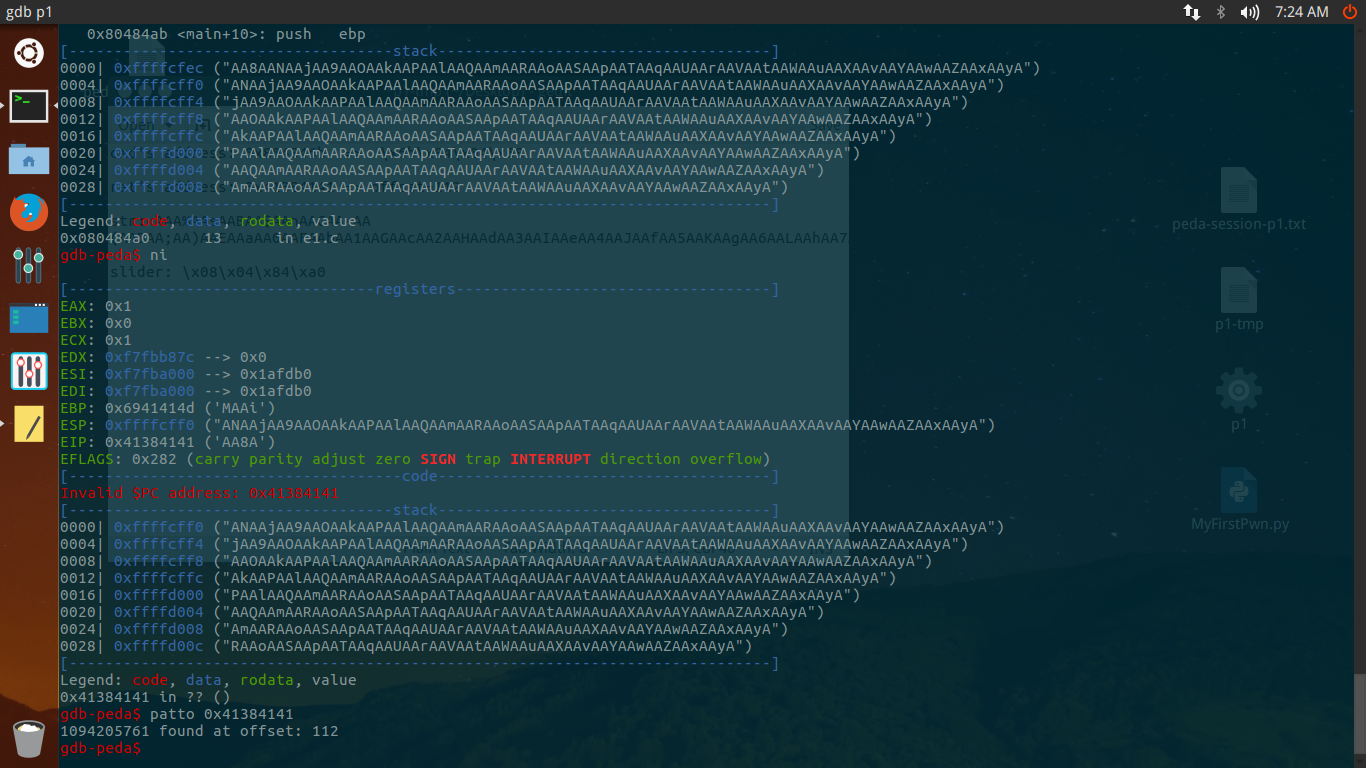 gdb p1
7:24 AM
   0x80484ab <main+10>: push   ebp
[------------------------------------stack-------------------------------------]
0000| 0xffffcfec ("AA8AANAAjAA9AAOAAkAAPAAlAAQAAmAARAAoAASAApAATAAqAAUAArAAVAAtAAWAAuAAXAAvAAYAAwAAZAAxAAyA")
0004| 0xffffcff0 ("ANAAjAA9AAOAAkAAPAAlAAQAAmAARAAoAASAApAATAAqAAUAArAAVAAtAAWAAuAAXAAvAAYAAwAAZAAxAAyA")
0008| 0xffffcff4 ("jAA9AAOAAkAAPAAlAAQAAmAARAAoAASAApAATAAqAAUAArAAVAAtAAWAAuAAXAAvAAYAAwAAZAAxAAyA")
0012| 0xffffcff8 ("AAOAAkAAPAAlAAQAAmAARAAoAASAApAATAAqAAUAArAAVAAtAAWAAuAAXAAvAAYAAwAAZAAxAAyA")
0016| 0xffffcffc ("AkAAPAAlAAQAAmAARAAoAASAApAATAAqAAUAArAAVAAtAAWAAuAAXAAvAAYAAwAAZAAxAAyA")
0020| 0xffffd000 ("PAAlAAQAAmAARAAoAASAApAATAAqAAUAArAAVAAtAAWAAuAAXAAvAAYAAwAAZAAxAAyA")
0024| 0xffffd004 ("AAQAAmAARAAoAASAApAATAAqAAUAArAAVAAtAAWAAuAAXAAvAAYAAwAAZAAxAAyA")
0028| 0xffffd008 ("AmAARAAoAASAApAATAAqAAUAArAAVAAtAAWAAuAAXAAvAAYAAwAAZAAxAAyA")
[------------------------------------------------------------------------------]
Legend: code, data, rodata, value
0x080484a0      13      in e1.c
gdb-peda$ ni
slider: \x08\x04\x84\xa0
[----------------------------------registers-----------------------------------]
EAX: 0x1
EBX: 0x0
ECX: 0x1
EDX: 0xf7fbb87c --> 0x0
ESI: 0xf7fba000 --> 0x1afdb0
EDI: 0xf7fba000 --> 0x1afdb0
EBP: 0x6941414d ('MAAi')
ESP: 0xffffcff0 ("ANAAjAA9AAOAAkAAPAAlAAQAAmAARAAoAASAApAATAAqAAUAArAAVAAtAAWAAuAAXAAvAAYAAwAAZAAxAAyA")
EIP: 0x41384141 ('AA8A')
EFLAGS: 0x282 (carry parity adjust zero SIGN trap INTERRUPT direction overflow)
[-------------------------------------code-------------------------------------]
Invalid $PC address: 0x41384141
[------------------------------------stack-------------------------------------]
0000| 0xffffcff0 ("ANAAjAA9AAOAAkAAPAAlAAQAAmAARAAoAASAApAATAAqAAUAArAAVAAtAAWAAuAAXAAvAAYAAwAAZAAxAAyA")
0004| 0xffffcff4 ("jAA9AAOAAkAAPAAlAAQAAmAARAAoAASAApAATAAqAAUAArAAVAAtAAWAAuAAXAAvAAYAAwAAZAAxAAyA")
0008| 0xffffcff8 ("AAOAAkAAPAAlAAQAAmAARAAoAASAApAATAAqAAUAArAAVAAtAAWAAuAAXAAvAAYAAwAAZAAxAAyA")
0012| 0xffffcffc ("AkAAPAAlAAQAAmAARAAoAASAApAATAAqAAUAArAAVAAtAAWAAuAAXAAvAAYAAwAAZAAxAAyA")
0016| 0xffffd000 ("PAAlAAQAAmAARAAoAASAApAATAAqAAUAArAAVAAtAAWAAuAAXAAvAAYAAwAAZAAxAAyA")
0020| 0xffffd004 ("AAQAAmAARAAoAASAApAATAAqAAUAArAAVAAtAAWAAuAAXAAvAAYAAwAAZAAxAAyA")
0024| 0xffffd008 ("AmAARAAoAASAApAATAAqAAUAArAAVAAtAAWAAuAAXAAvAAYAAwAAZAAxAAyA")
0028| 0xffffd00c ("RAAoAASAApAATAAqAAUAArAAVAAtAAWAAuAAXAAvAAYAAwAAZAAxAAyA")
[------------------------------------------------------------------------------]
Legend: code, data, rodata, value
0x41384141 in ?? ()
gdb-peda$ patto 0x41384141
1094205761 found at offset: 112
gdb-peda$
peda-session-p1.txt
p1-tmp
p1
MyFirstPwn.py